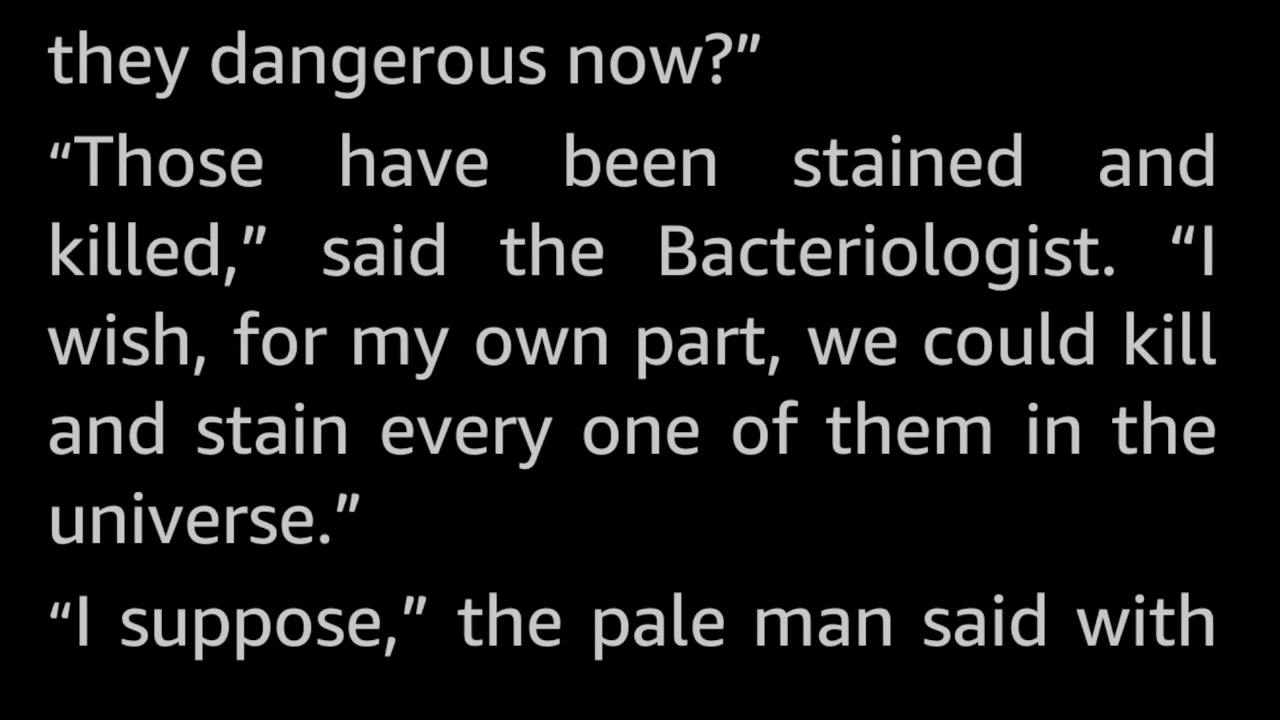 they dangerous now?”
“Those have been stained and
killed,” said the Bacteriologist. “I
wish, for my own part, we could kill
and stain every one of them in the
universe.”
“I suppose,” the pale man said with